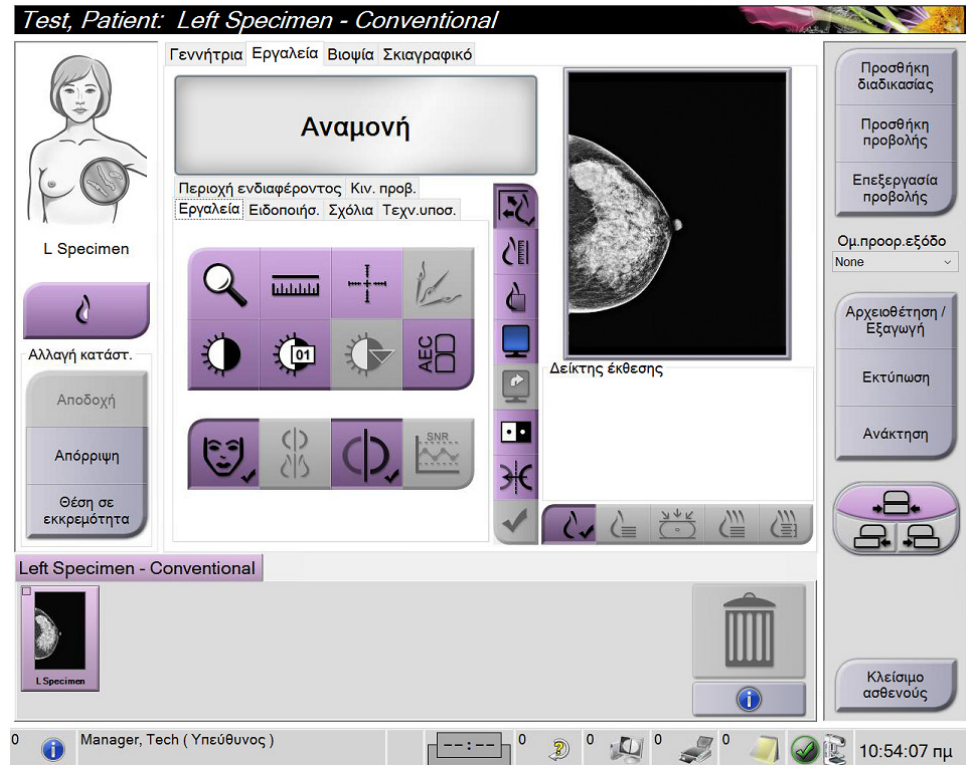 Test, Patient: Left Specimen - Conventional
Γεννήτρια Εργαλεία Βιοψία Σκιαγραφικό
Αναμονή
Περιοχή ενδιαφέροντος Κιν. προβ.
Εργαλεία Ειδοποιήσ. Σχόλια Τεχν.υποσ.
01
AEC
SNR
L Specimen
Αλλαγή κατάστ.
Αποδοχή
Απόρριψη
Θέση σε
εκκρεμότητα
Δείκτης έκθεσης
Προσθήκη
διαδικασίας
Προσθήκη
προβολής
Επεξεργασία
προβολής
Ομ.προορ.εξόδο
None
Αρχειοθέτηση /
Εξαγωγή
Εκτύπωση
Ανάκτηση
Κλείσιμο
ασθενούς
Left Specimen - Conventional
L Specimen
0 Manager, Tech ( Υπεύθυνος ) --:-- 0 0 0 0 10:54:07 πμ